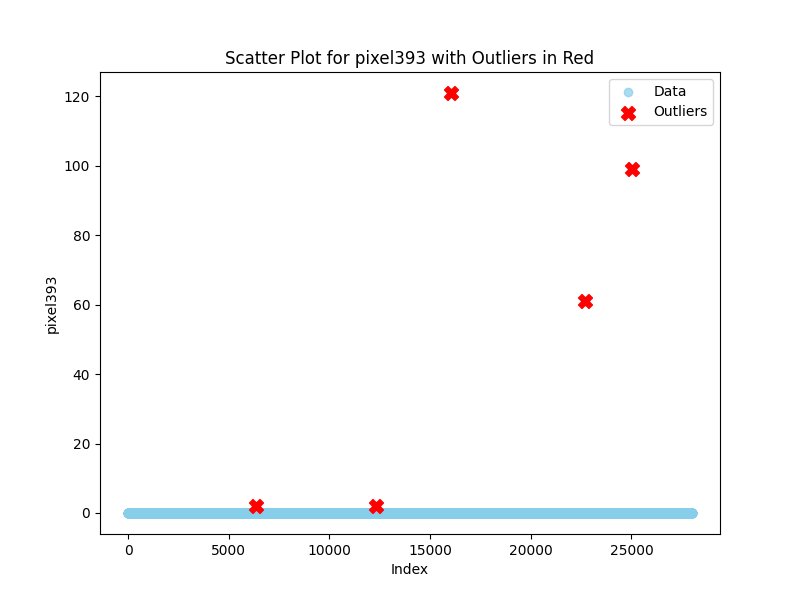 Scatter Plot for pixel393 with Outliers in Red
Data
Outliers
120
100
80
60
40
20
0
pixel393
0
5000
10000
15000
20000
25000
Index